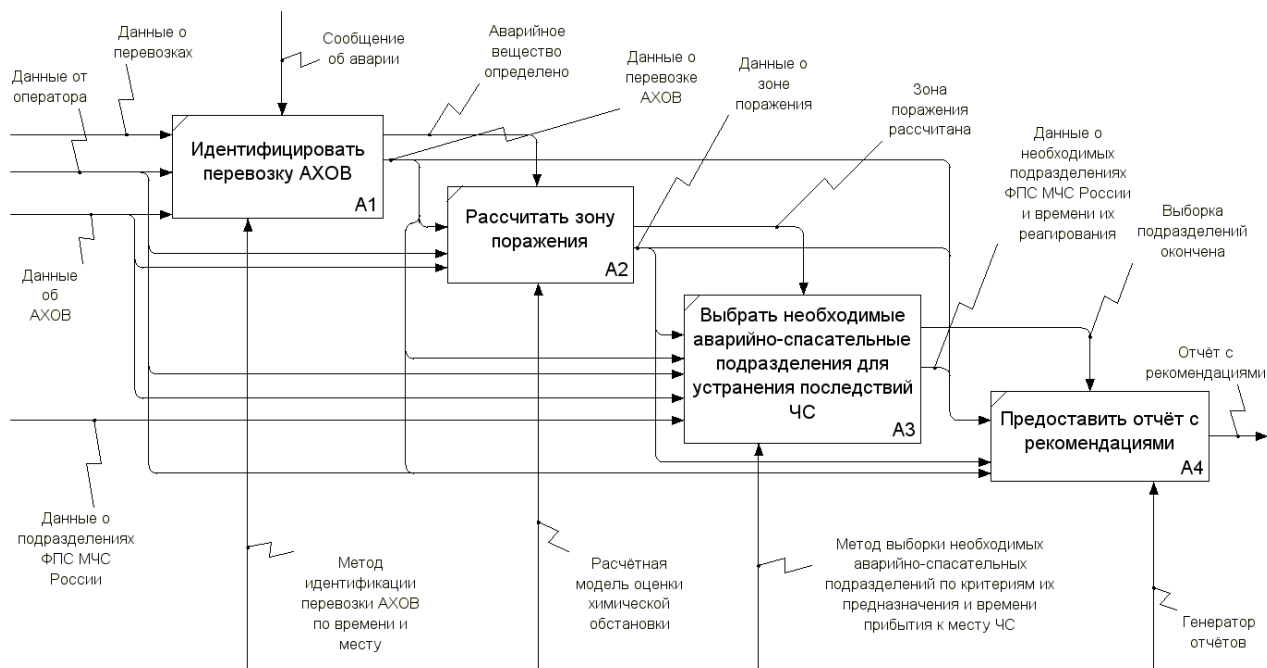 Данные о
перевозках
Сообщение
об аварии
Аварийное
вещество
определено
Данные о
перевозке
АХОВ
Данные о
зоне
поражения
Зона
поражения
рассчитана
Данные о
необходимых
подразделениях
ФПС МЧС России
и времени их
реагирования
Выборка
подразделений
окончена
Данные от
оператора
Идентифицировать
перевозку АХОВ
A1
Рассчитать зону
поражения
A2
Данные
об
АХОВ
Выбрать необходимые
аварийно-спасательные
подразделения для
устранения последствий
ЧС
A3
Отчёт с
рекомендациями
Предоставить отчёт с
рекомендациями
A4
Данные о
подразделениях
ФПС МЧС
России
Метод
идентификации
перевозки АХОВ
по времени и
месту
Расчётная
модель оценки
химической
обстановки
Метод выборки необходимых
аварийно-спасательных
подразделений по критериям их
предназначения и времени
прибытия к месту ЧС
Генератор
отчётов